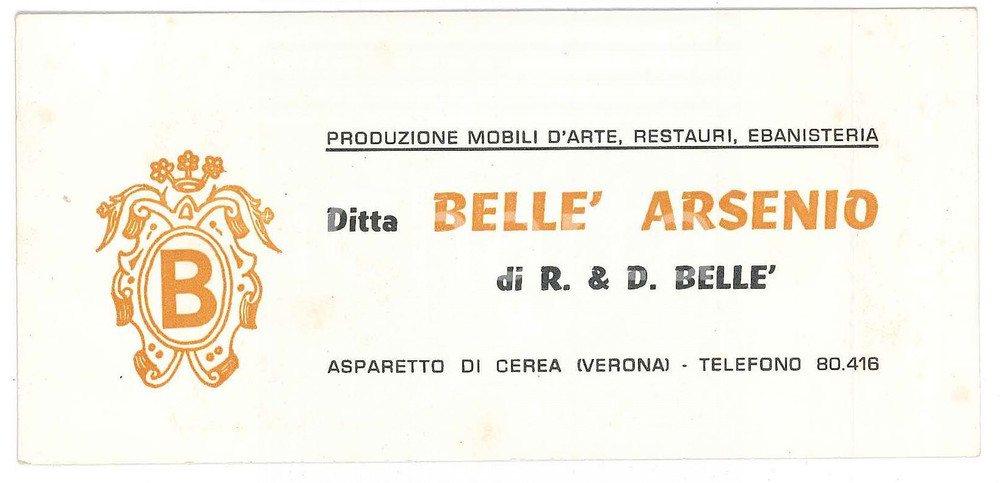 PRODUZIONE MOBILI D'ARTE, RESTAURI, EBANISTERIA
Ditta BELLE' ARSENIO
di R. & D. BELLE'
B
ASPARETTO DI CEREA (VERONA) - TELEFONO 80.416